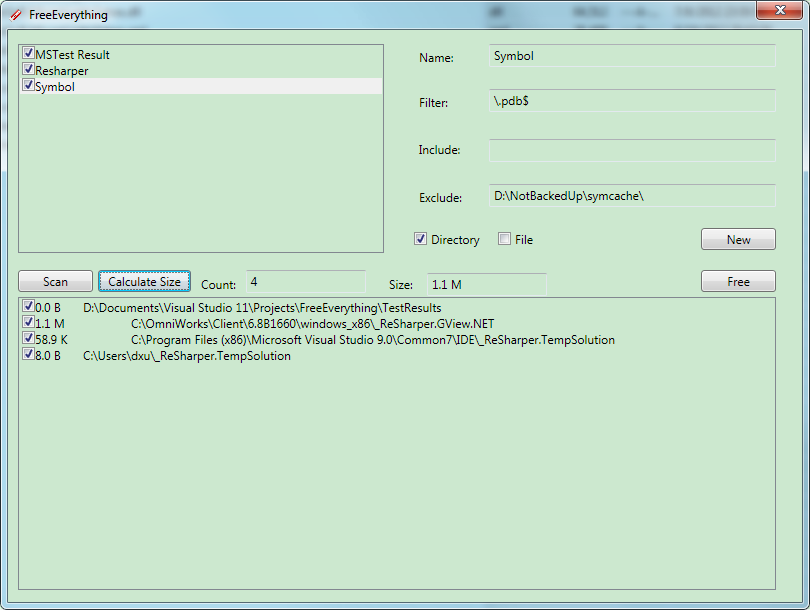 FreeEverything
MSTest Result
Resharper
Symbol
Name: Symbol
Filter: \.pdb$
Include:
Exclude: D:\NotBackedUp\symcache\
Directory File New
Scan Calculate Size Count: 4 Size: 1.1 M Free
0.0 B D:\Documents\Visual Studio 11\Projects\FreeEverything\TestResults
1.1 M C:\OmniWorks\Client\6.8B1660\windows_x86\_ReSharper.GView.NET
58.9 K C:\Program Files (x86)\Microsoft Visual Studio 9.0\Common7\IDE\_ReSharper.TempSolution
8.0 B C:\Users\dxu\_ReSharper.TempSolution